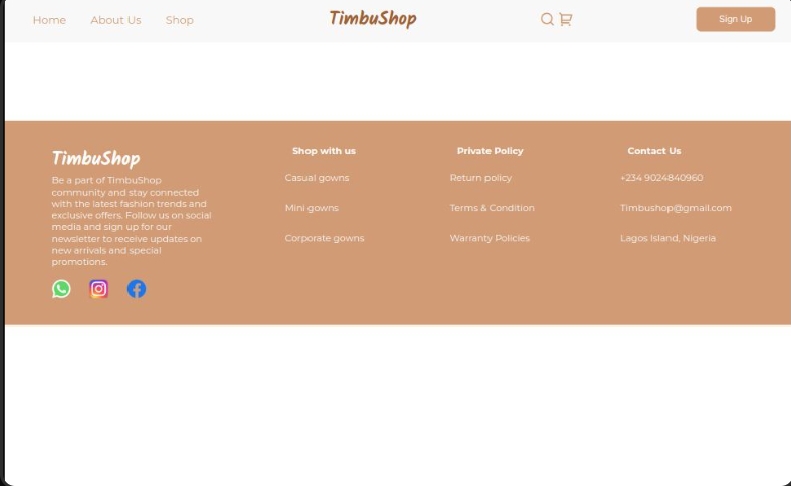 Home About Us Shop TimbuShop Sign Up
TimbuShop
Be a part of TimbuShop
community and stay connected
with the latest fashion trends and
exclusive offers. Follow us on social
media and sign up for our
newsletter to receive updates on
new arrivals and special
promotions.
Shop with us
Casual gowns
Mini gowns
Corporate gowns
Private Policy
Return policy
Terms & Condition
Warranty Policies
Contact Us
+234 9024840960
Timbushop@gmail.com
Lagos Island, Nigeria